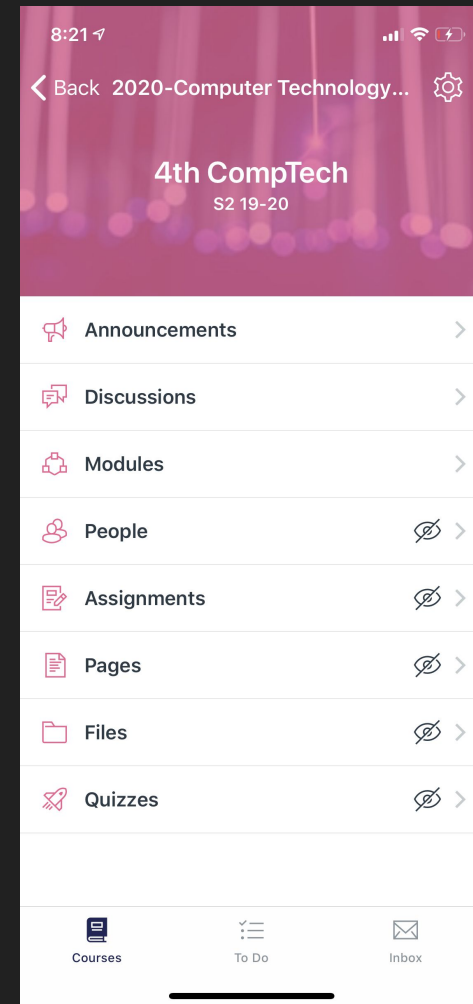 8:21
Back 2020-Computer Technology...
4th CompTech
S2 19-20
Announcements
Discussions
Modules
People
Assignments
Pages
Files
Quizzes
Courses To Do Inbox